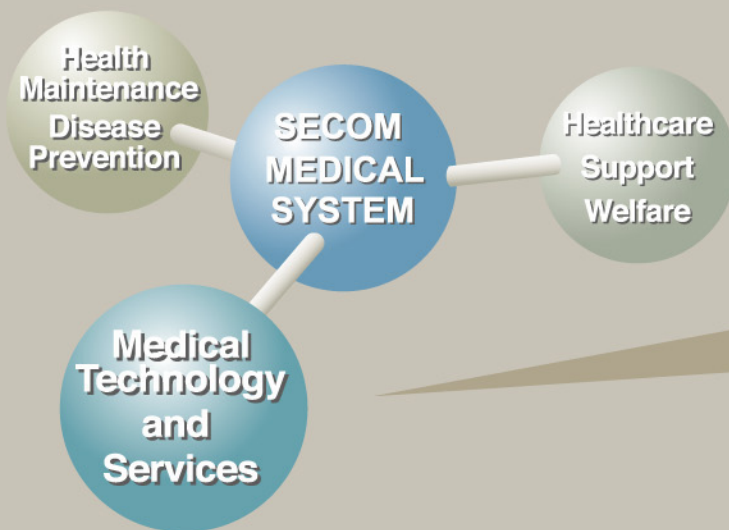 Health
Maintenance
Disease
Prevention
SECOM
MEDICAL
SYSTEM
Healthcare
Support
Welfare
Medical
Technology
and
Services